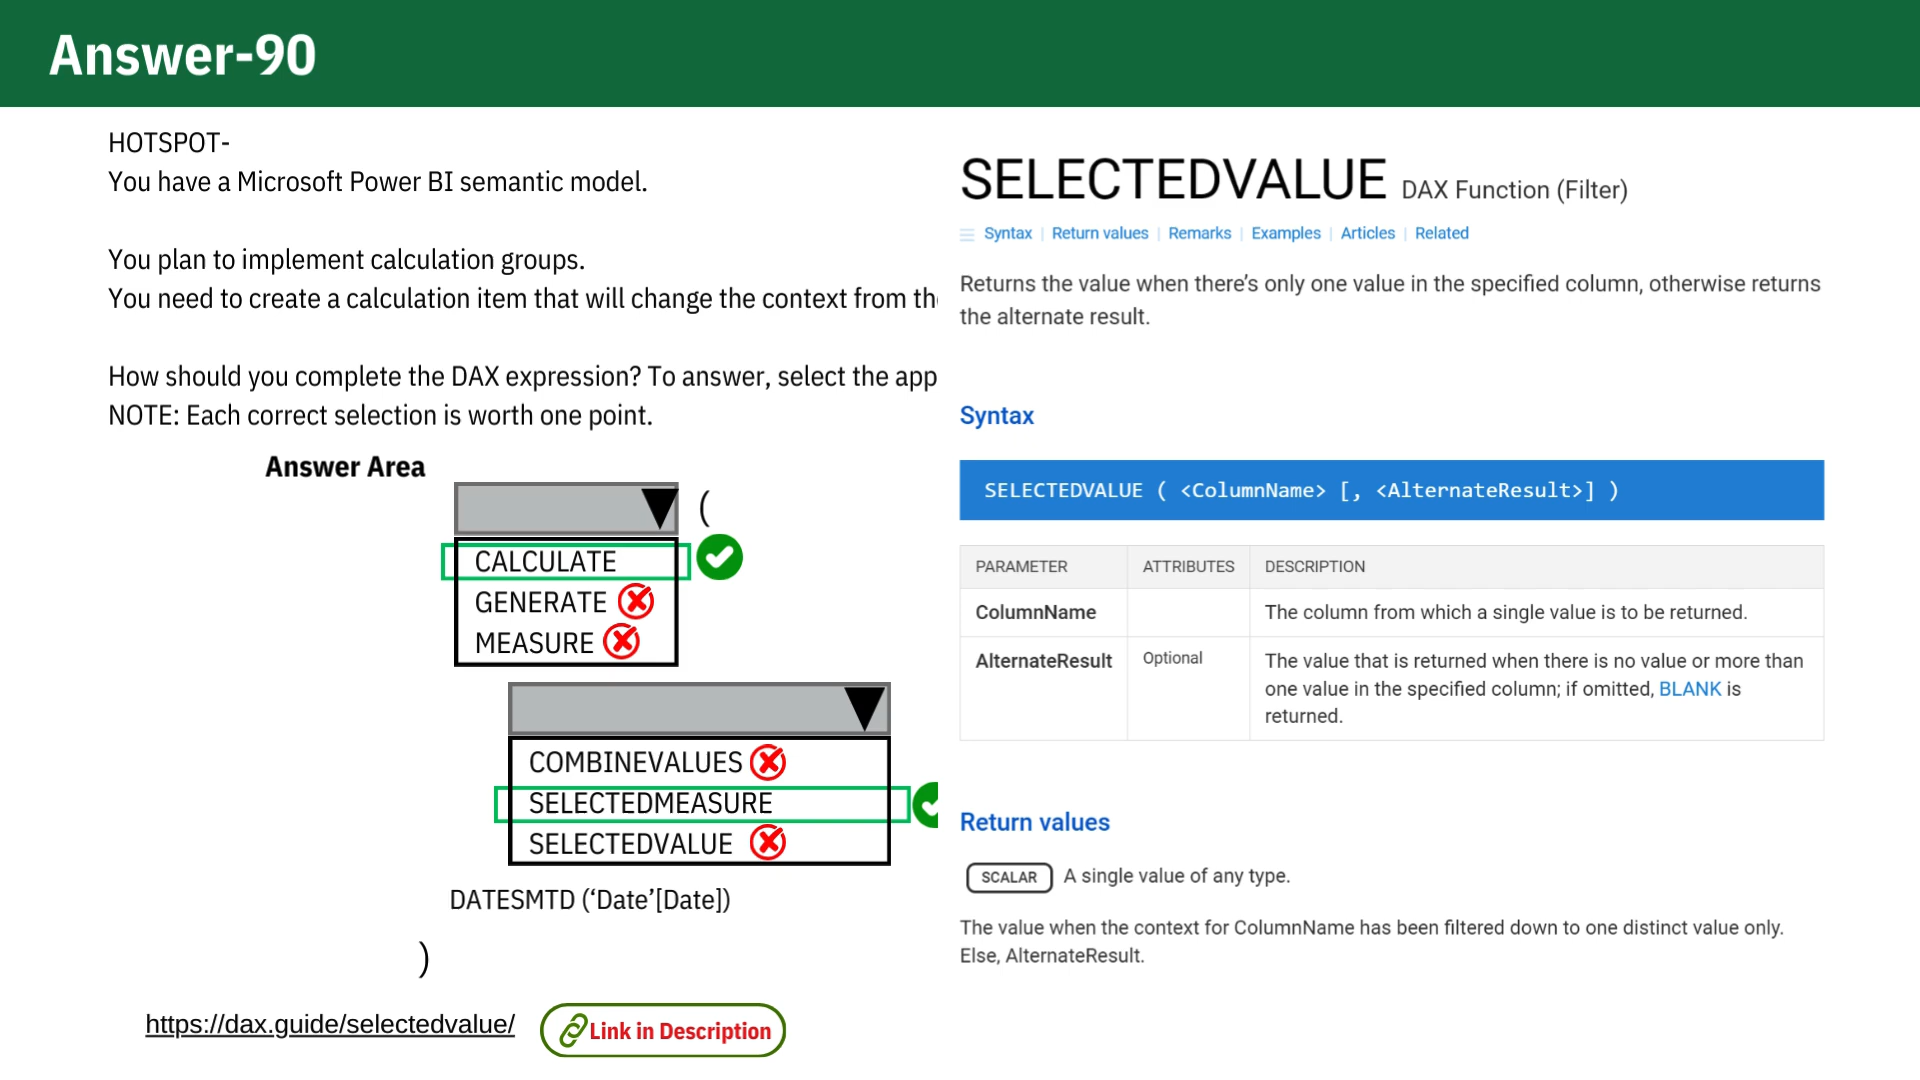 Answer-90
HOTSPOT-
You have a Microsoft Power BI semantic model.
You plan to implement calculation groups.
You need to create a calculation item that will change the context from
How should you complete the DAX expression? To answer, select the
NOTE: Each correct selection is worth one point.
Answer Area
(
CALCULATE
GENERATE
MEASURE
COMBINEVALUES
SELECTEDMEASURE
SELECTEDVALUE
DATESMTD (‘Date’[Date])
)
https://dax.guide/selectedvalue/
Link in Description
SELECTEDVALUE DAX Function (Filter)
Syntax | Return values | Remarks | Examples | Articles | Related
Returns the value when there’s only one value in the specified column, otherwise returns
the alternate result.
Syntax
SELECTEDVALUE ( <ColumnName> [, <AlternateResult>] )
PARAMETER ATTRIBUTES DESCRIPTION
ColumnName The column from which a single value is to be returned.
AlternateResult Optional The value that is returned when there is no value or more than
one value in the specified column; if omitted, BLANK is
returned.
Return values
SCALAR A single value of any type.
The value when the context for ColumnName has been filtered down to one distinct value only.
Else, AlternateResult.